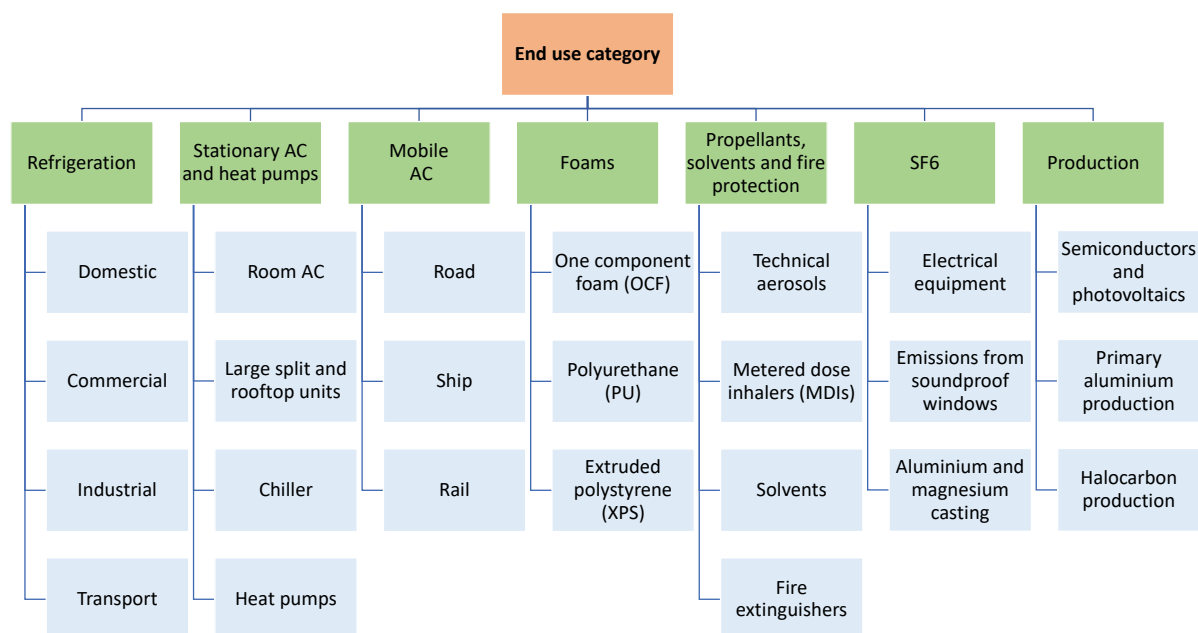 End use category
Refrigeration
Stationary AC
and heat pumps
Mobile
AC
Foams
Propellants,
solvents and fire
protection
SF6
Production
Domestic
Commercial
Industrial
Transport
Room AC
Large split and
rooftop units
Chiller
Heat pumps
Road
Ship
Rail
One component
foam (OCF)
Polyurethane
(PU)
Extruded
polystyrene
(XPS)
Technical
aerosols
Metered dose
inhalers (MDIs)
Solvents
Fire
extinguishers
Electrical
equipment
Emissions from
soundproof
windows
Aluminium and
magnesium
casting
Semiconductors
and
photovoltaics
Primary
aluminium
production
Halocarbon
production